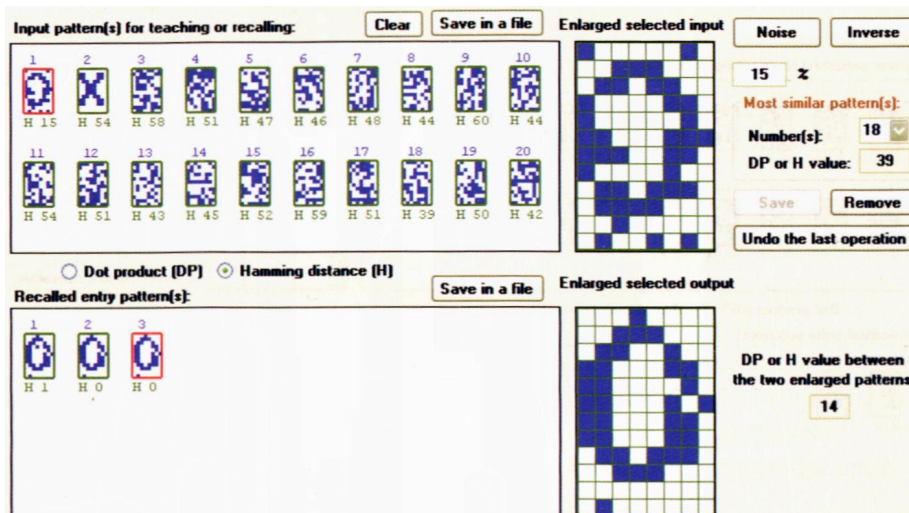 Input pattern(s) for teaching or recalling:
Clear
Save in a file
Enlarged selected input
Noise
Inverse
15 %
Most similar pattern(s):
Number(s): 18
DP or H value: 39
Save
Remove
Undo the last operation
1 2 3 4 5 6 7 8 9 10
H 15 H 54 H 58 H 51 H 47 H 46 H 48 H 44 H 60 H 44
11 12 13 14 15 16 17 18 19 20
H 54 H 51 H 43 H 45 H 52 H 59 H 51 H 39 H 50 H 42
Dot product (DP) Hamming distance (H)
Recalled entry pattern(s):
Save in a file
Enlarged selected output
1 2 3
H 1 H 0 H 0
DP or H value between
the two enlarged patterns
14